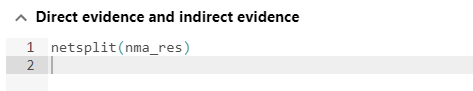 Direct evidence and indirect evidence
1 netsplit(nma_res)
2